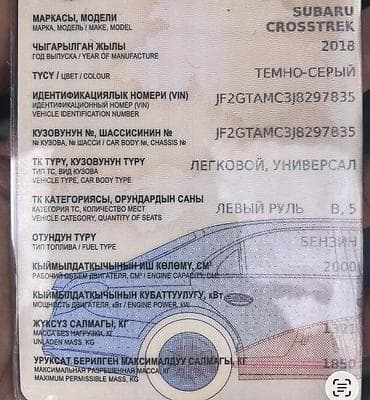 МАРКАСЫ, МОДЕЛИ
МАРКА, МОДЕЛЬ / MAKE, MODEL
SUBARU
CROSSTREK
ЧЫГАРЫЛГАН ЖЫЛЫ
ГОД ВЫПУСКА / YEAR OF MANUFACTURE
2018
ТҮСҮ / ЦВЕТ / COLOUR
ТЕМНО-СЕРЫЙ
ИДЕНТИФИКАЦИЯЛЫК НОМЕРИ (VIN)
ИДЕНТИФИКАЦИОННЫЙ НОМЕР (VIN)
VEHICLE IDENTIFICATION NUMBER
JF2GTAMC3J8297835
КУЗОВУНУН №, ШАССИСИНИН №
№ КУЗОВА, № ШАССИ / CAR BODY №, CHASSIS №
JF2GTAMC3J8297835
ТК ТҮРҮ, КУЗОВУНУН ТҮРҮ
ТИП ТС, ВИД КУЗОВА
VEHICLE TYPE, CAR BODY TYPE
ЛЕГКОВОЙ, УНИВЕРСАЛ
ТК КАТЕГОРИЯСЫ, ОРУНДАРДЫН САНЫ
КАТЕГОРИЯ ТС, КОЛИЧЕСТВО МЕСТ
VEHICLE CATEGORY, QUANTITY OF SEATS
ЛЕВЫЙ РУЛЬ B, 5
ОТУНДУН ТҮРҮ
ТИП ТОПЛИВА / FUEL TYPE
БЕНЗИН
КЫЙМЫЛДАТКЫЧЫНЫН ИШ КӨЛӨМҮ, СМ³
РАБОЧИЙ ОБЪЕМ ДВИГАТЕЛЯ, СМ³ / ENGINE CAPACITY, CM³
2000
КЫЙМЫЛДАТКЫЧЫНЫН КУБАТТУУЛУГУ, кВт
МОЩНОСТЬ ДВИГАТЕЛЯ, кВт / ENGINE POWER, kW
ЖҮКСҮЗ САЛМАГЫ, КГ
МАССА БЕЗ НАГРУЗКИ, КГ
UNLADEN MASS, KG
1321
УРУКСАТ БЕРИЛГЕН МАКСИМАЛДУУ САЛМАГЫ, КГ
МАКСИМАЛЬНАЯ РАЗРЕШЕННАЯ МАССА, КГ
MAXIMUM PERMISSIBLE MASS, KG
1850